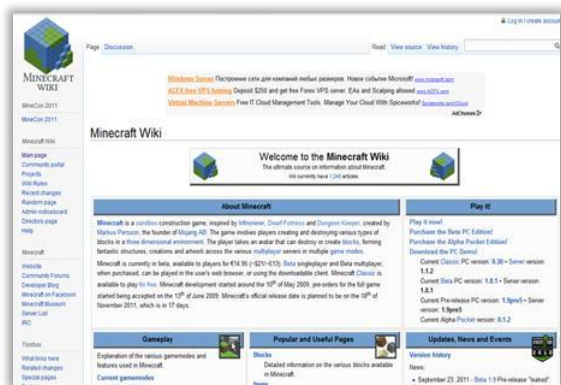 Log in / create account
MINECRAFT
WIKI
Page Discussion Read View source View history
MineCon 2011
MineCon 2011
Minecraft Wiki
Main page
Community portal
Projects
Wiki Rules
Recent changes
Random page
Admin noticeboard
Directors page
Help
Minecraft
Website
Community Forums
Developer Blog
Minecraft on Facebook
Minecraft Museum
Server List
IRC
Toolbox
What links here
Related changes
Special pages
Windows Server Построение сети для компаний любых размеров. Новое событие Microsoft!
ACFX free VPS hosting Deposit $250 and get free Forex VPS server. EAs and Scalping allowed
Virtual Machine Servers Free IT Cloud Management Tools. Manage Your Cloud With Spiceworks!
AdChoices
Minecraft Wiki
Welcome to the Minecraft Wiki
The ultimate source on information about Minecraft.
We currently have 1,245 articles.
About Minecraft
Minecraft is a sandbox construction game, inspired by Infiniminer, Dwarf Fortress and Dungeon Keeper, created by
Markus Persson, the founder of Mojang AB. The game involves players creating and destroying various types of
blocks in a three dimensional environment. The player takes an avatar that can destroy or create blocks, forming
fantastic structures, creations and artwork across the various multiplayer servers in multiple game modes.
Minecraft is currently in beta, available to players for €14.95 (~$21/~£13). Beta singleplayer and Beta multiplayer,
when purchased, can be played in the user's web browser, or using the downloadable client. Minecraft Classic is
available to play for free. Minecraft development started around the 10th of May 2009, pre-orders for the full game
started being accepted on the 13th of June 2009. Minecraft's official release date is planned to be on the 18th of
November 2011, which is in 17 days.
Play it!
Play it now!
Purchase the Beta PC Edition!
Purchase the Alpha Pocket Edition!
Download the PC Demo!
Current Classic PC version: 0.30 • Server version:
1.1.2
Current Beta PC version: 1.8.1 • Server version:
1.8.1
Current Pre-release PC version: 1.9pre5 • Server
version: 1.9pre5
Current Alpha Pocket version: 0.1.2
Gameplay
Explanation of the various gamemodes and
features used in Minecraft.
Current gamemodes
Popular and Useful Pages
Blocks
Detailed information on the various blocks available
in Minecraft.
Items
Updates, News and Events
Version history
News:
• September 23, 2011 - Beta 1.9 Pre-release "leaked".